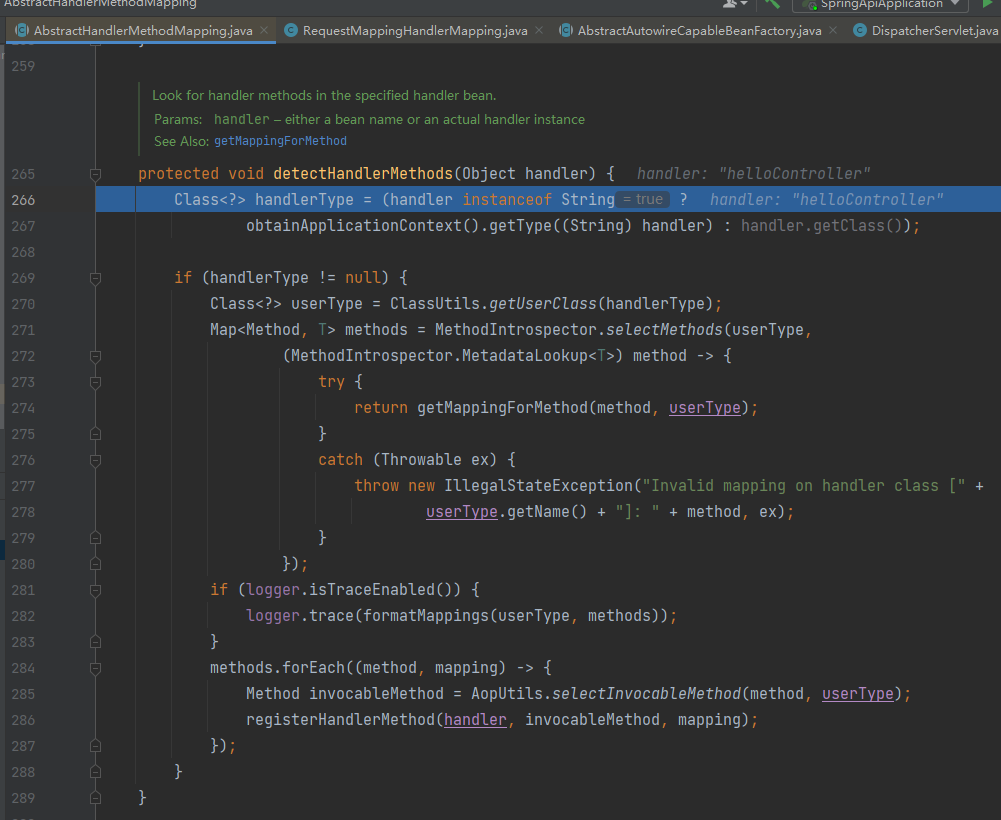 AbstractHandlerMethodMapping
SpringApiApplication
AbstractHandlerMethodMapping.java RequestMappingHandlerMapping.java AbstractAutowireCapableBeanFactory.java DispatcherServlet.java
259
Look for handler methods in the specified handler bean.
Params: handler – either a bean name or an actual handler instance
See Also: getMappingForMethod
265 protected void detectHandlerMethods(Object handler) { handler: "helloController"
266 Class<?> handlerType = (handler instanceof String = true ? handler: "helloController"
267 obtainApplicationContext().getType((String) handler) : handler.getClass());
268
269 if (handlerType != null) {
270 Class<?> userType = ClassUtils.getUserClass(handlerType);
271 Map<Method, T> methods = MethodIntrospector.selectMethods(userType,
272 (MethodIntrospector.MetadataLookup<T>) method -> {
273 try {
274 return getMappingForMethod(method, userType);
275 }
276 catch (Throwable ex) {
277 throw new IllegalStateException("Invalid mapping on handler class [" +
278 userType.getName() + "]: " + method, ex);
279 }
280 });
281 if (logger.isTraceEnabled()) {
282 logger.trace(formatMappings(userType, methods));
283 }
284 methods.forEach((method, mapping) -> {
285 Method invocableMethod = AopUtils.selectInvocableMethod(method, userType);
286 registerHandlerMethod(handler, invocableMethod, mapping);
287 });
288 }
289 }